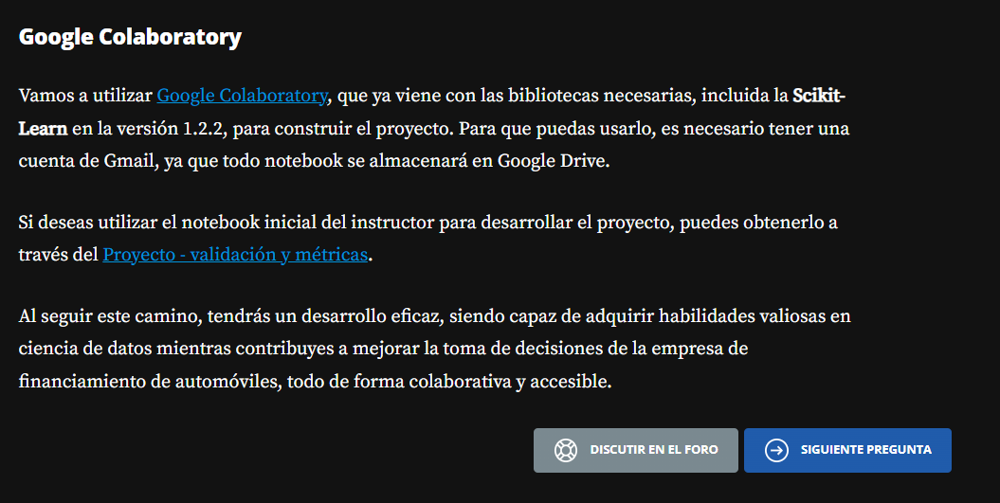 Google Colaboratory
Vamos a utilizar Google Colaboratory, que ya viene con las bibliotecas necesarias, incluida la Scikit-
Learn en la versión 1.2.2, para construir el proyecto. Para que puedas usarlo, es necesario tener una
cuenta de Gmail, ya que todo notebook se almacenará en Google Drive.
Si deseas utilizar el notebook inicial del instructor para desarrollar el proyecto, puedes obtenerlo a
través del Proyecto - validación y métricas.
Al seguir este camino, tendrás un desarrollo eficaz, siendo capaz de adquirir habilidades valiosas en
ciencia de datos mientras contribuyes a mejorar la toma de decisiones de la empresa de
financiamiento de automóviles, todo de forma colaborativa y accesible.
DISCUTIR EN EL FORO
SIGUIENTE PREGUNTA